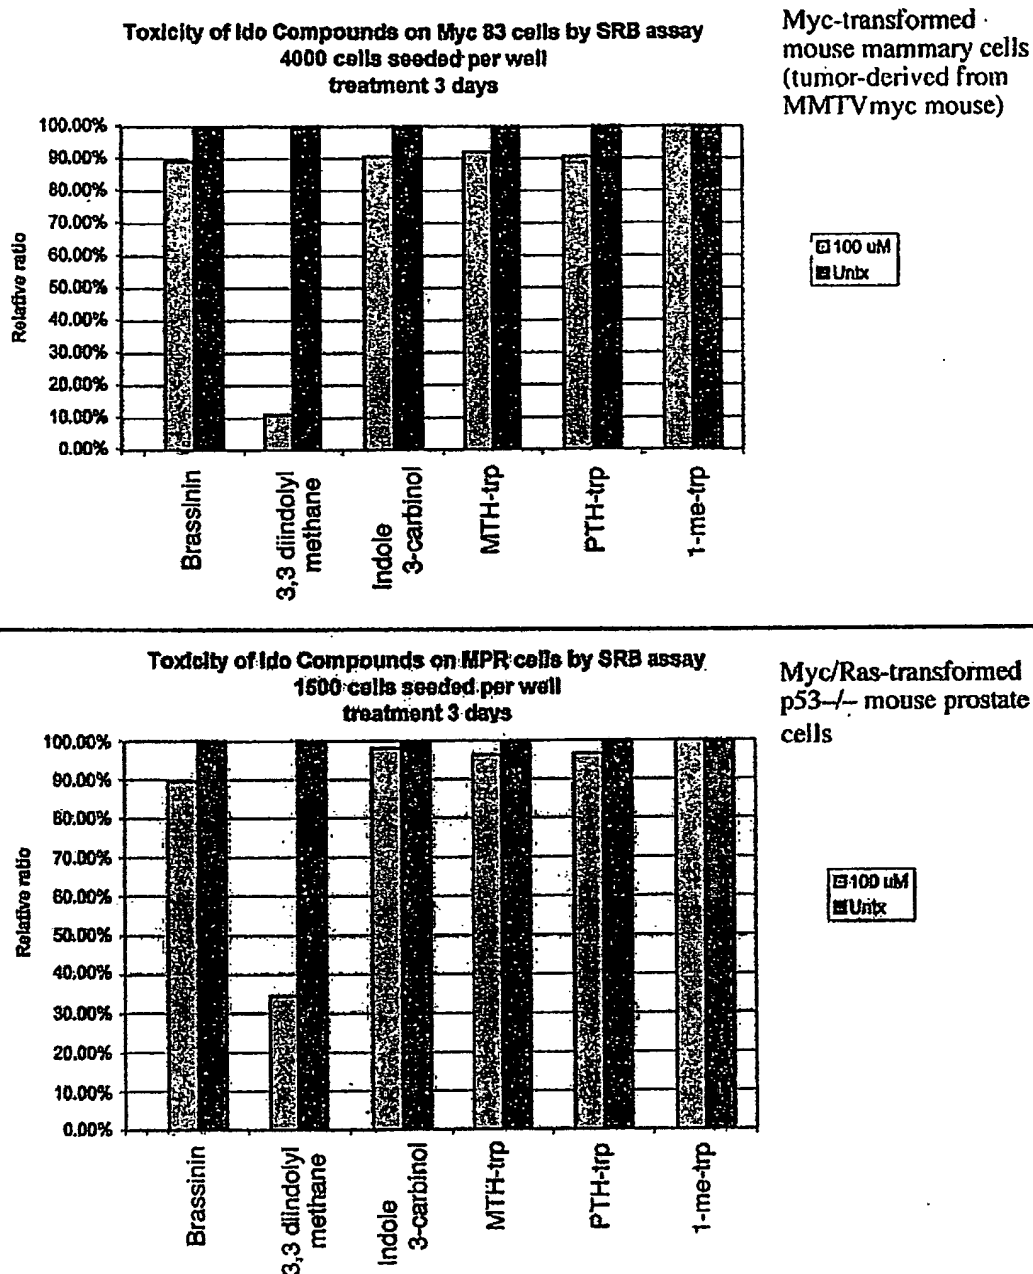 Toxicity of Ido Compounds on Myc 83 cells by SRB assay
4000 cells seeded per well
treatment 3 days
Myc-transformed
mouse mammary cells
(tumor-derived from
MMTVmyc mouse)
100.00%
90.00%
80.00%
70.00%
60.00%
50.00%
40.00%
30.00%
20.00%
10.00%
0.00%
Relative ratio
100 uM
Untx
Brassinin
3,3 diindolyl
methane
Indole
3-carbinol
MTH-trp
PTH-trp
1-me-trp
Toxicity of Ido Compounds on MPR cells by SRB assay
1500 cells seeded per well
treatment 3 days
Myc/Ras-transformed
p53-/- mouse prostate
cells
100.00%
90.00%
80.00%
70.00%
60.00%
50.00%
40.00%
30.00%
20.00%
10.00%
0.00%
Relative ratio
100 uM
Untx
Brassinin
3,3 diindolyl
methane
Indole
3-carbinol
MTH-trp
PTH-trp
1-me-trp